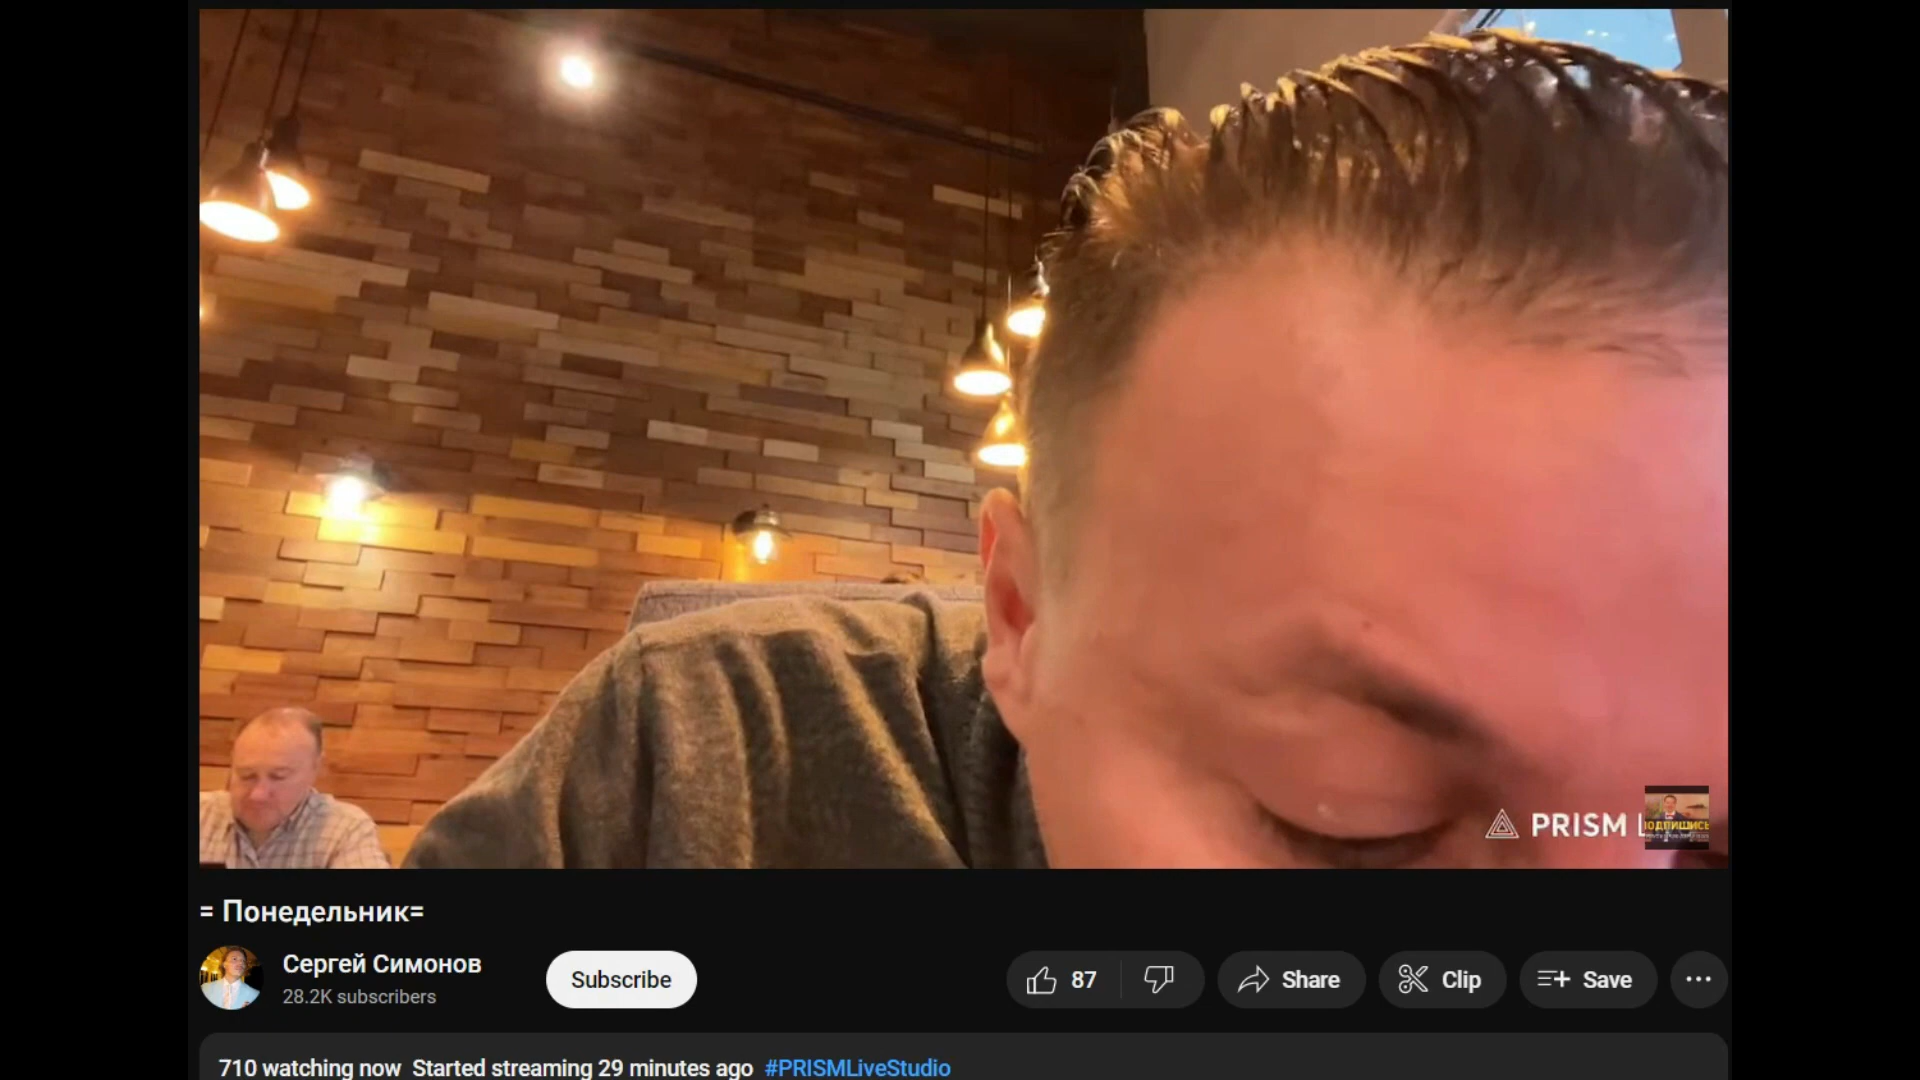 PRISM L
ПОДПИШИСЬ
= Понедельник=
Сергей Симонов
28.2K subscribers
Subscribe
87
Share
Clip
Save
710 watching now Started streaming 29 minutes ago #PRISMLiveStudio